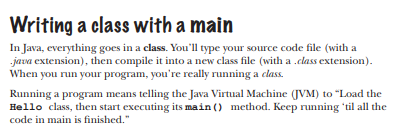 Writing a class with a main
In Java, everything goes in a class. You'll type your source code file (with a
.java extension), then compile it into a new class file (with a .class extension).
When you run your program, you're really running a class.
Running a program means telling the Java Virtual Machine (JVM) to "Load the
Hello class, then start executing its main() method. Keep running 'til all the
code in main is finished."